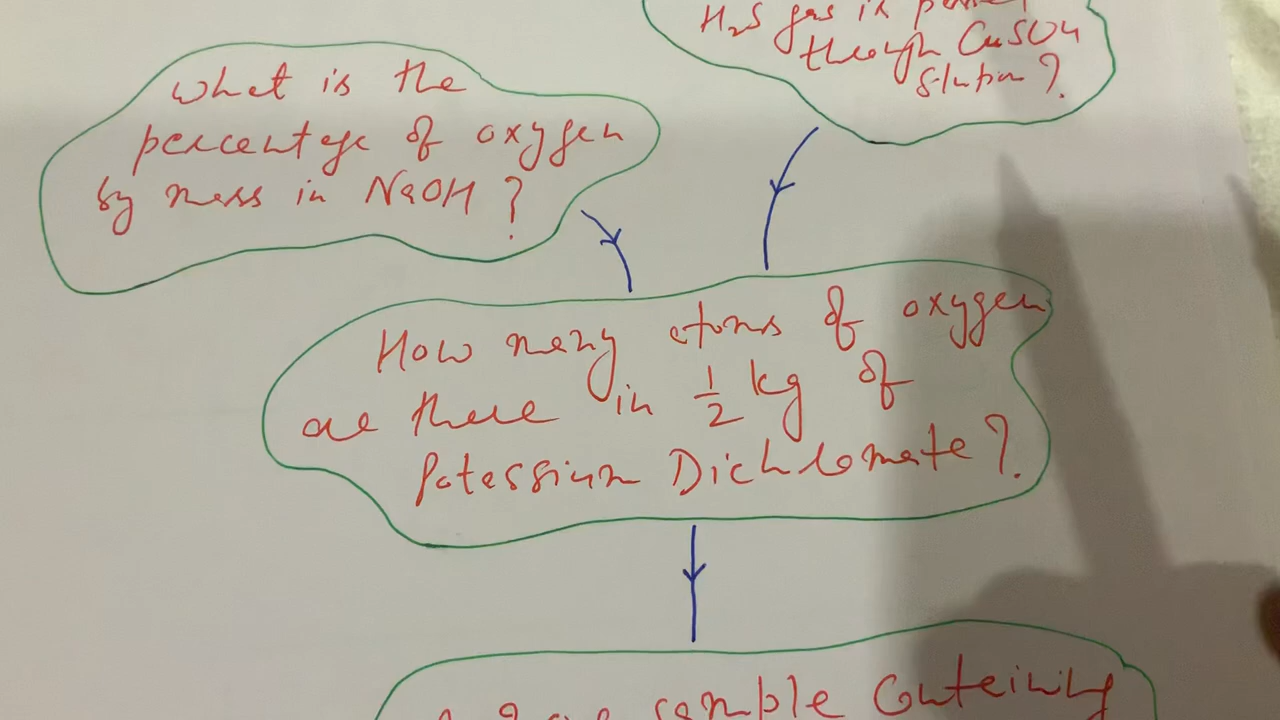 H₂S gas is
through CuSO₄
Solution ?
What is the
percentage of oxygen
by mass in NaOH ?
How many atoms of oxygen
are there in 1/2 kg of
Potassium Dichromate ?
sample Containing